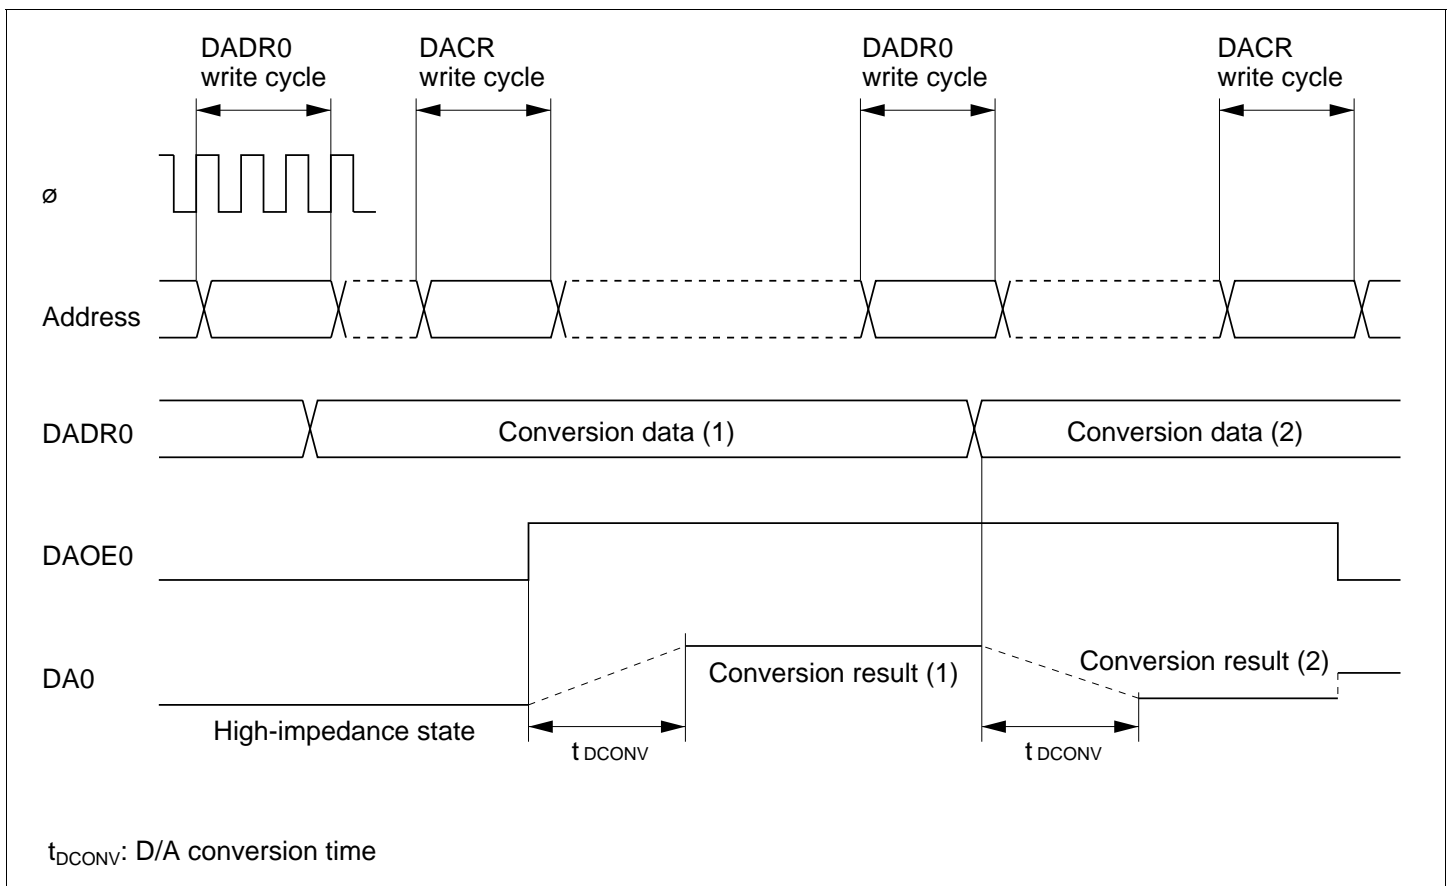 DADR0
write cycle
DACR
write cycle
DADR0
write cycle
DACR
write cycle
ø
Address
DADR0
Conversion data (1)
Conversion data (2)
DAOE0
DA0
Conversion result (1)
Conversion result (2)
High-impedance state
t DCONV
t DCONV
tDCONV: D/A conversion time